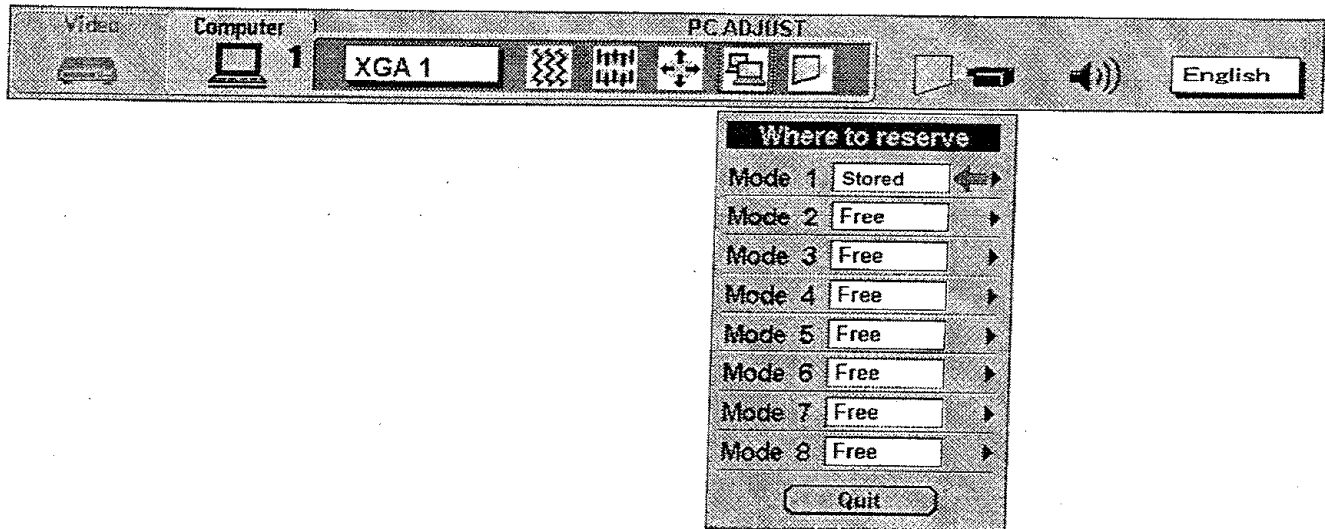 Video
Computer
PC ADJUST
1
XGA 1
English
Where to reserve
Mode 1 Stored
Mode 2 Free
Mode 3 Free
Mode 4 Free
Mode 5 Free
Mode 6 Free
Mode 7 Free
Mode 8 Free
Quit